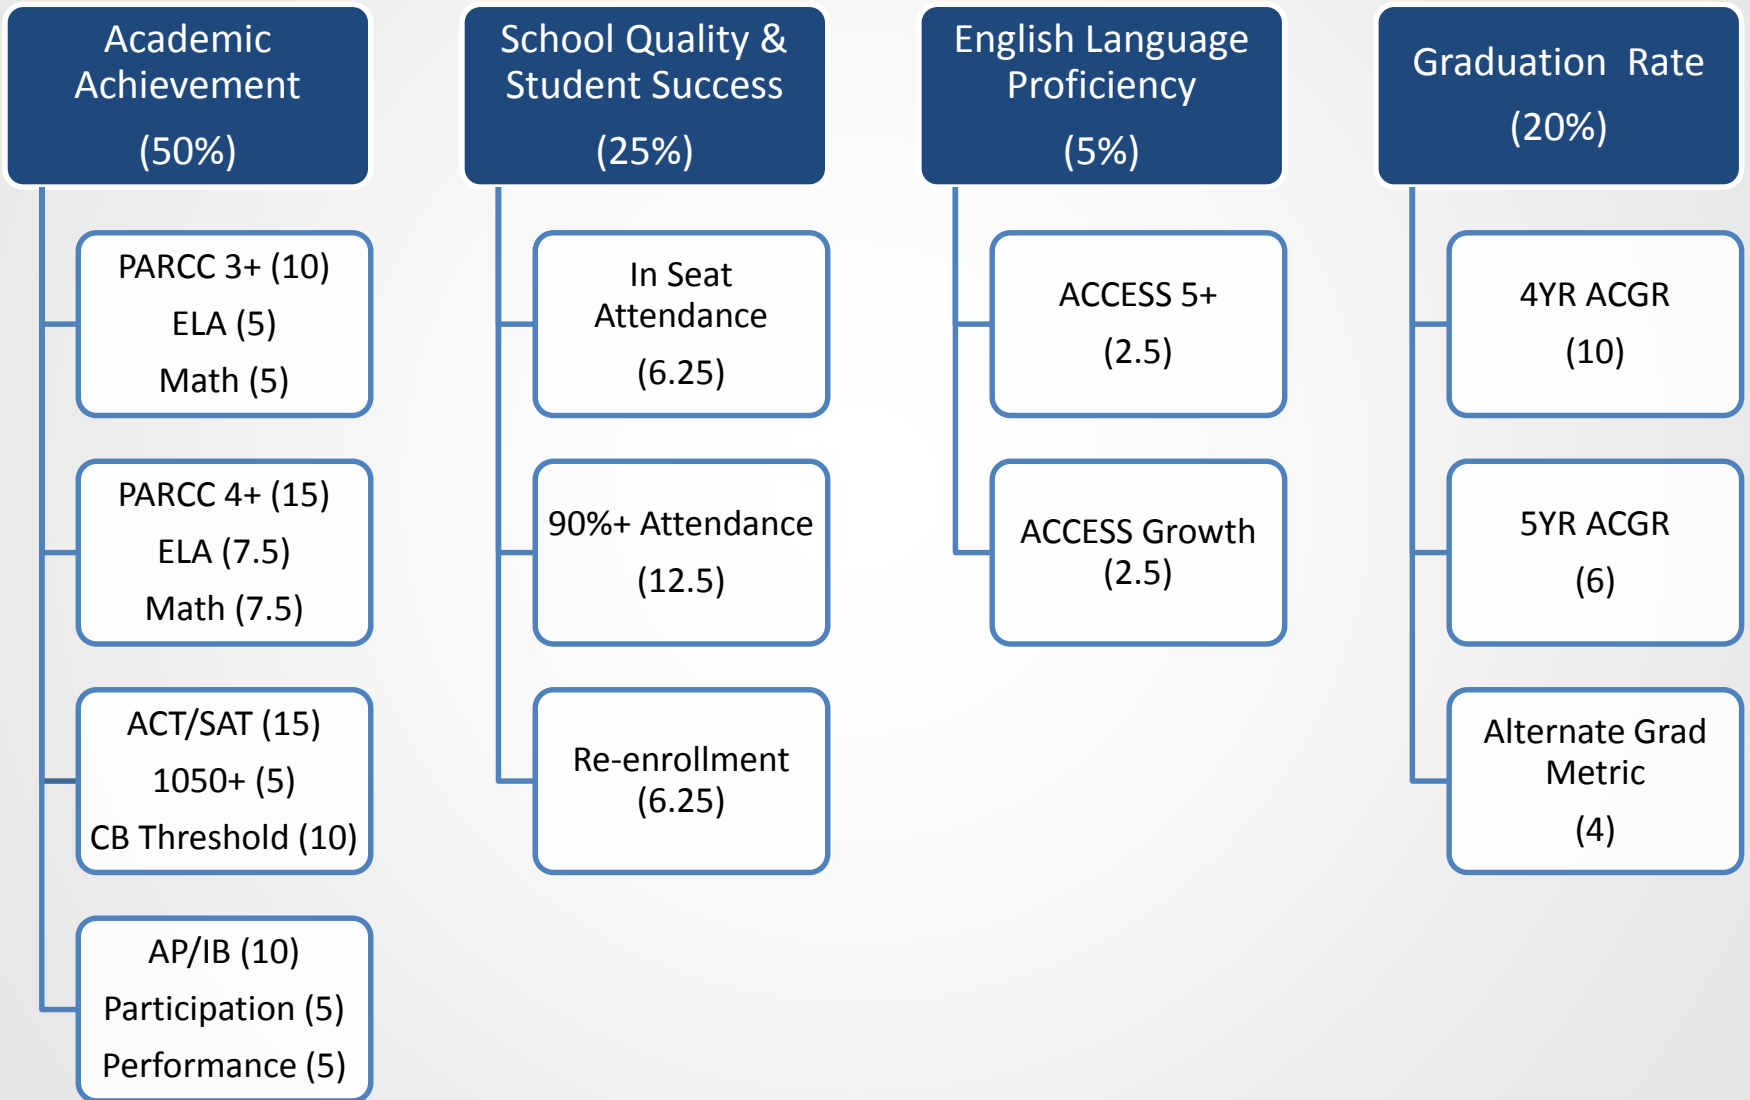 Academic
Achievement
(50%)
PARCC 3+ (10)
ELA (5)
Math (5)
PARCC 4+ (15)
ELA (7.5)
Math (7.5)
ACT/SAT (15)
1050+ (5)
CB Threshold (10)
AP/IB (10)
Participation (5)
Performance (5)
School Quality &
Student Success
(25%)
In Seat
Attendance
(6.25)
90%+ Attendance
(12.5)
Re-enrollment
(6.25)
English Language
Proficiency
(5%)
ACCESS 5+
(2.5)
ACCESS Growth
(2.5)
Graduation Rate
(20%)
4YR ACGR
(10)
5YR ACGR
(6)
Alternate Grad
Metric
(4)